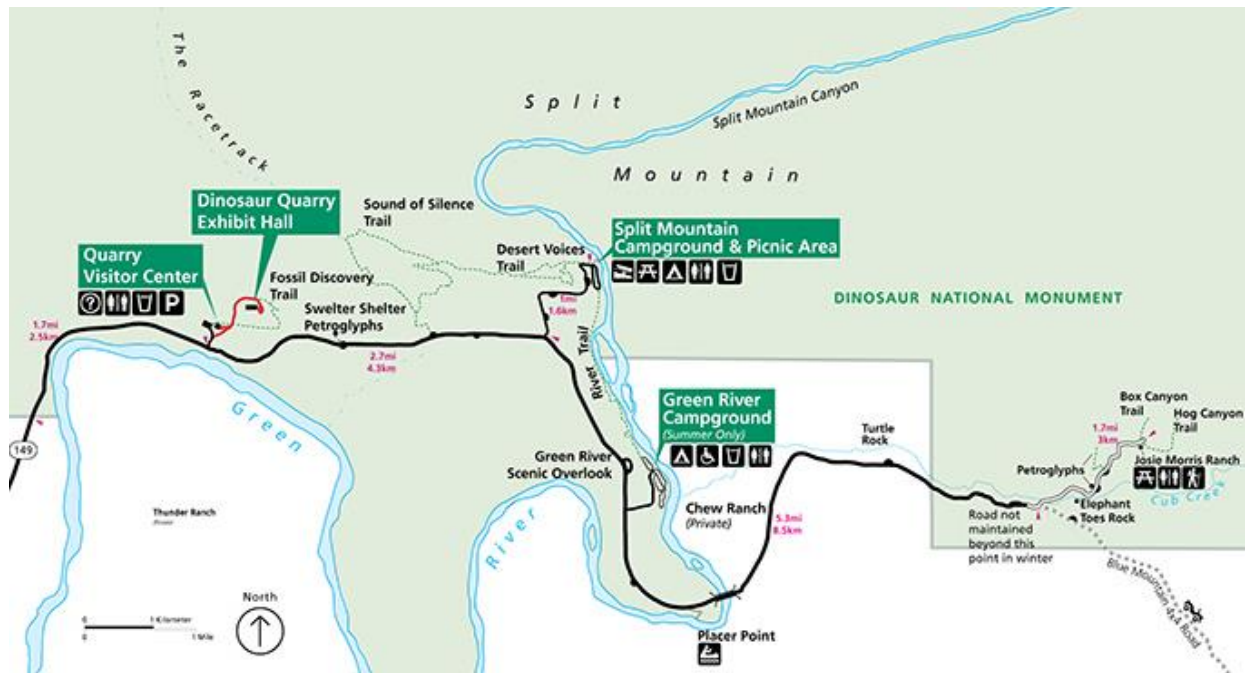 The Racetrack
Split
Mountain
Split Mountain Canyon
Dinosaur Quarry
Exhibit Hall
Sound of Silence
Trail
Quarry
Visitor Center
?
P
Fossil Discovery
Trail
Desert Voices
Trail
Split Mountain
Campground & Picnic Area
Swelter Shelter
Petroglyphs
1mi
1.6km
DINOSAUR NATIONAL MONUMENT
1.7mi
2.5km
2.7mi
4.3km
River Trail
Green
River
149
Green River
Campground
(Summer Only)
Green River
Scenic Overlook
Turtle
Rock
Box Canyon
Trail
Hog Canyon
Trail
1.7mi
3km
Petroglyphs
Josie Morris Ranch
Cub Creek
Elephant
Toes Rock
Chew Ranch
(Private)
5.3mi
8.5km
Road not
maintained
beyond this
point in winter
Blue Mountain 4x4 Road
Thunder Ranch
(Private)
North
0 1 Kilometer
0 1 Mile
Placer Point